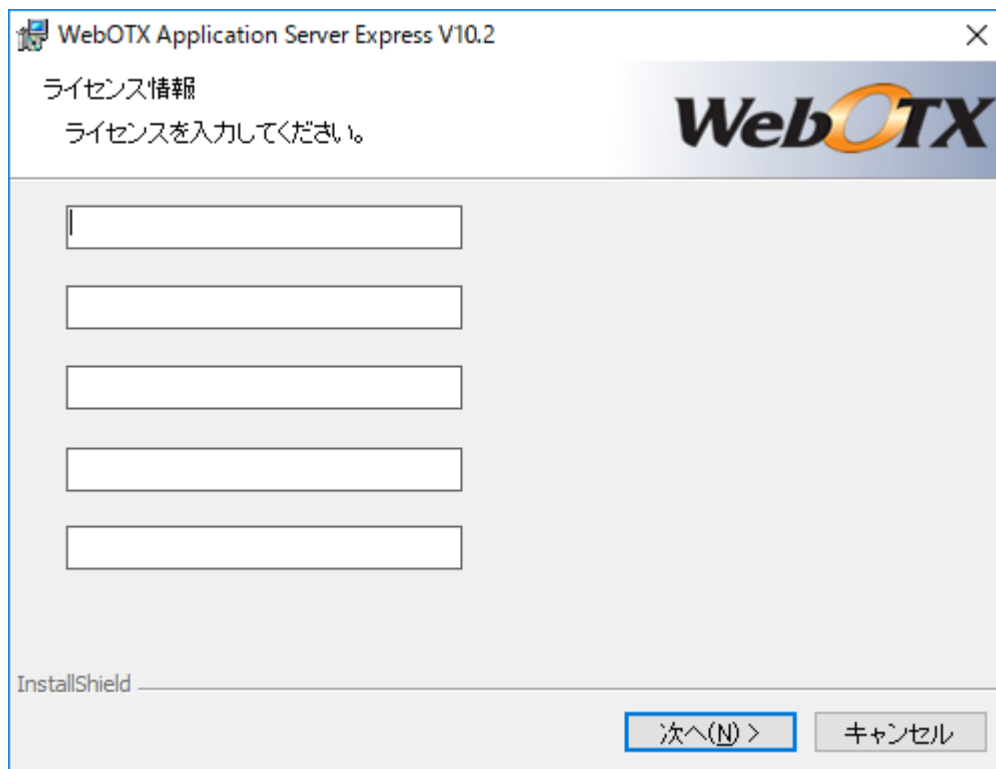 WebOTX Application Server Express V10.2
ライセンス情報
ライセンスを入力してください。
WebOTX
InstallShield
次へ(N) >
キャンセル